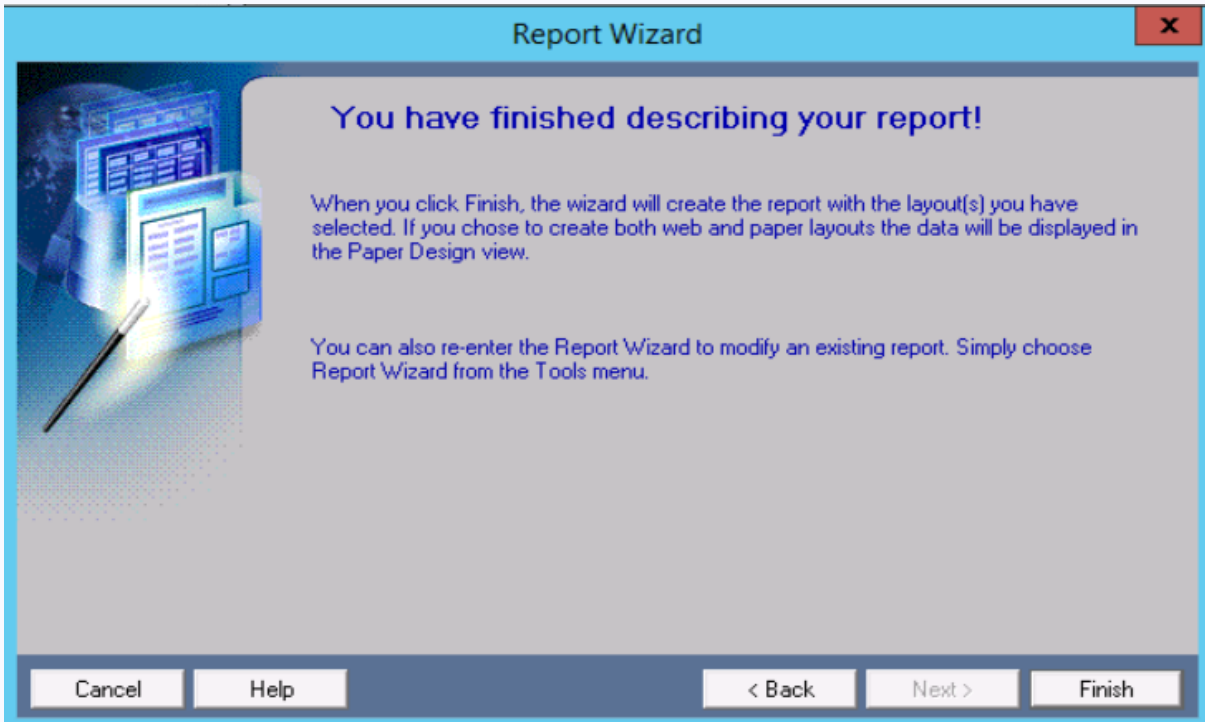 Report Wizard
x
You have finished describing your report!
When you click Finish, the wizard will create the report with the layout(s) you have
selected. If you chose to create both web and paper layouts the data will be displayed in
the Paper Design view.
You can also re-enter the Report Wizard to modify an existing report. Simply choose
Report Wizard from the Tools menu.
Cancel
Help
< Back
Next >
Finish